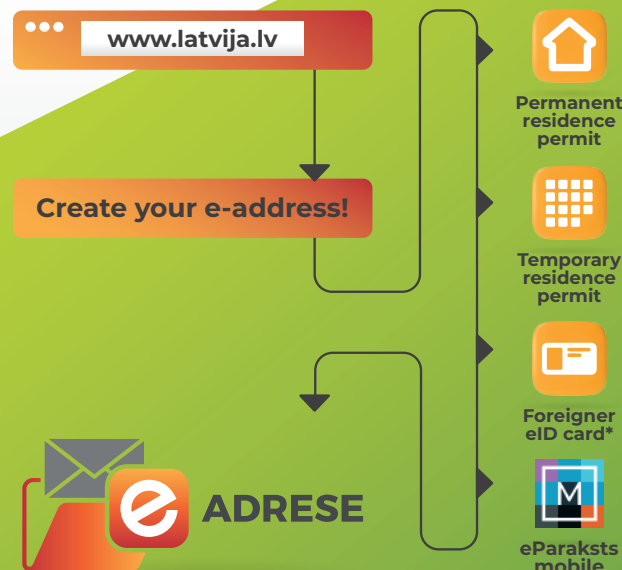 www.latvija.lv
Create your e-address!
Permanent
residence
permit
Temporary
residence
permit
Foreigner
eID card*
M
eParaksts
mobile
e ADRESE